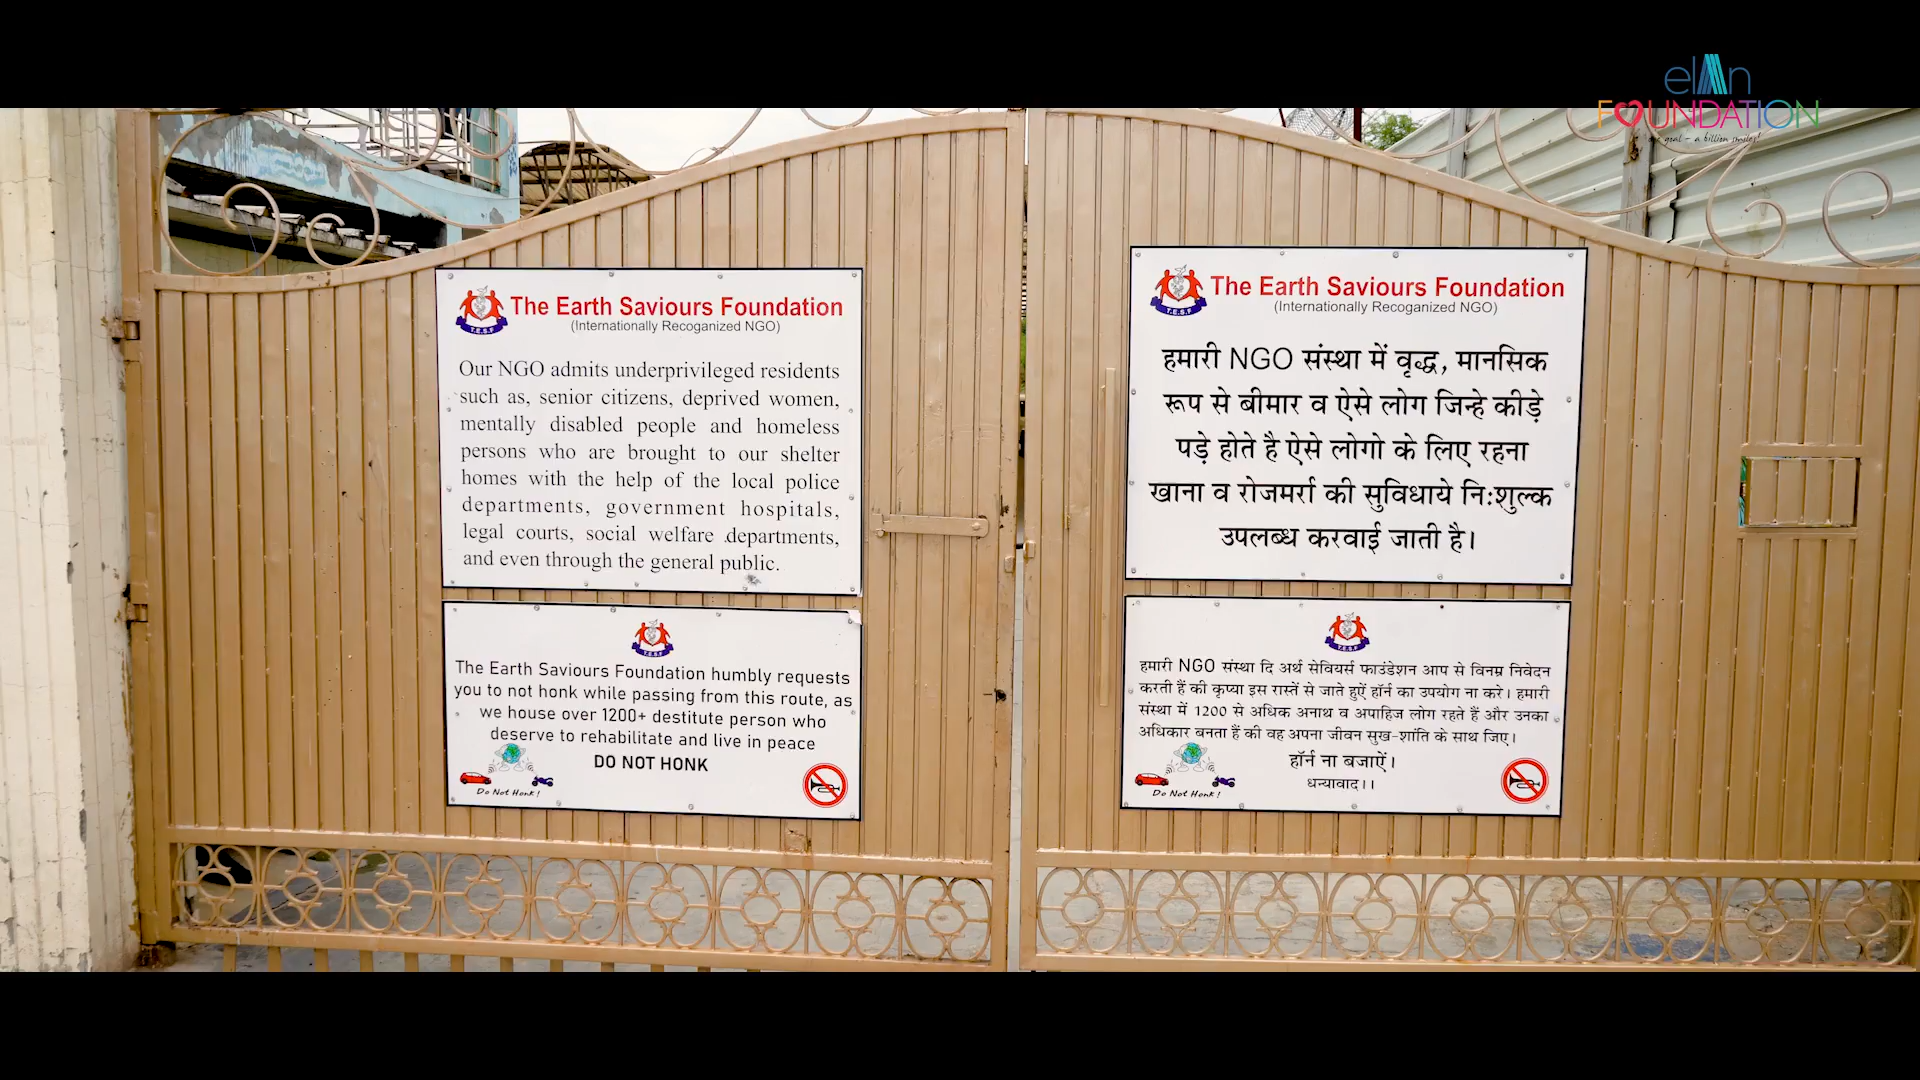 elan
FOUNDATION
one goal - a billion smiles!
The Earth Saviours Foundation
(Internationally Recoganized NGO)
Our NGO admits underprivileged residents
such as, senior citizens, deprived women,
mentally disabled people and homeless
persons who are brought to our shelter
homes with the help of the local police
departments, government hospitals,
legal courts, social welfare departments,
and even through the general public.
T.E.S.F
The Earth Saviours Foundation humbly requests
you to not honk while passing from this route, as
we house over 1200+ destitute person who
deserve to rehabilitate and live in peace
DO NOT HONK
Do Not Honk!
The Earth Saviours Foundation
(Internationally Recoganized NGO)
T.E.S.F
हमारी NGO संस्था में वृद्ध, मानसिक
रूप से बीमार व ऐसे लोग जिन्हे कीड़े
पड़े होते है ऐसे लोगो के लिए रहना
खाना व रोजमर्रा की सुविधाये नि:शुल्क
उपलब्ध करवाई जाती है।
T.E.S.F
हमारी NGO संस्था दि अर्थ सेवियर्स फाउंडेशन आप से विनम्र निवेदन
करती हैं की कृप्या इस रास्तें से जाते हुऐं हॉर्न का उपयोग ना करे। हमारी
संस्था में 1200 से अधिक अनाथ व अपाहिज लोग रहते हैं और उनका
अधिकार बनता हैं की वह अपना जीवन सुख-शांति के साथ जिए।
हॉर्न ना बजाऐं।
धन्यावाद।।
Do Not Honk!